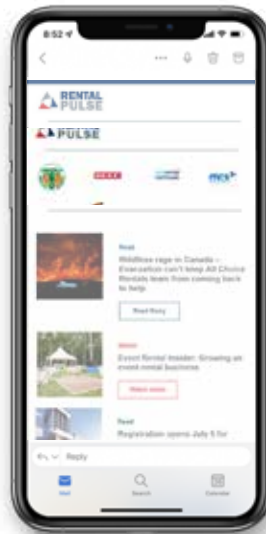 8:52
RENTAL
PULSE
PULSE
mcs
Read
Wildfires rage in Canada –
Evacuation can't keep All Choice
Rentals team from coming back
to help
Read Story
Event Rental Insider: Growing an
event rental business
Read
Registration opens July 5 for
Reply
Mail
Search
Calendar